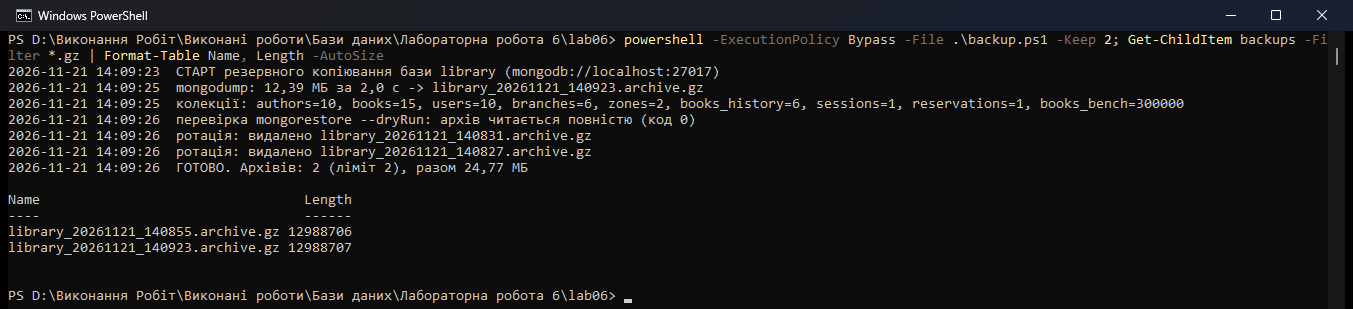 Windows PowerShell
PS D:\Виконання Робіт\Виконані роботи\Бази даних\Лабораторна робота 6\lab06> powershell -ExecutionPolicy Bypass -File .\backup.ps1 -Keep 2; Get-ChildItem backups -Fi
lter *.gz | Format-Table Name, Length -AutoSize
2026-11-21 14:09:23  СТАРТ резервного копіювання бази library (mongodb://localhost:27017)
2026-11-21 14:09:25  mongodump: 12,39 МБ за 2,0 с -> library_20261121_140923.archive.gz
2026-11-21 14:09:25  колекції: authors=10, books=15, users=10, branches=6, zones=2, books_history=6, sessions=1, reservations=1, books_bench=300000
2026-11-21 14:09:26  перевірка mongorestore --dryRun: архів читається повністю (код 0)
2026-11-21 14:09:26  ротація: видалено library_20261121_140831.archive.gz
2026-11-21 14:09:26  ротація: видалено library_20261121_140827.archive.gz
2026-11-21 14:09:26  ГОТОВО. Архівів: 2 (ліміт 2), разом 24,77 МБ
Name                                 Length
----                                 ------
library_20261121_140855.archive.gz 12988706
library_20261121_140923.archive.gz 12988707
PS D:\Виконання Робіт\Виконані роботи\Бази даних\Лабораторна робота 6\lab06>